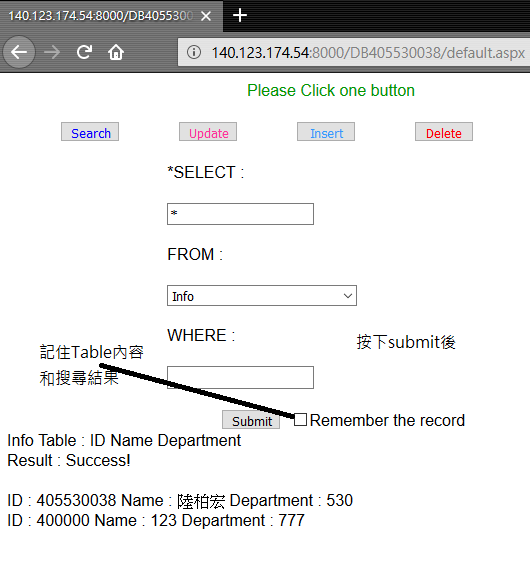 140.123.174.54:8000/DB4055300
140.123.174.54:8000/DB405530038/default.aspx
Please Click one button
Search Update Insert Delete
*SELECT :
*
FROM :
Info
WHERE :
按下submit後
記住Table內容
和搜尋結果
Submit Remember the record
Info Table : ID Name Department
Result : Success!
ID : 405530038 Name : 陸柏宏 Department : 530
ID : 400000 Name : 123 Department : 777